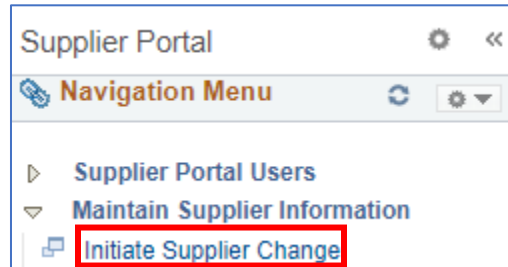 Supplier Portal
Navigation Menu
Supplier Portal Users
Maintain Supplier Information
Initiate Supplier Change